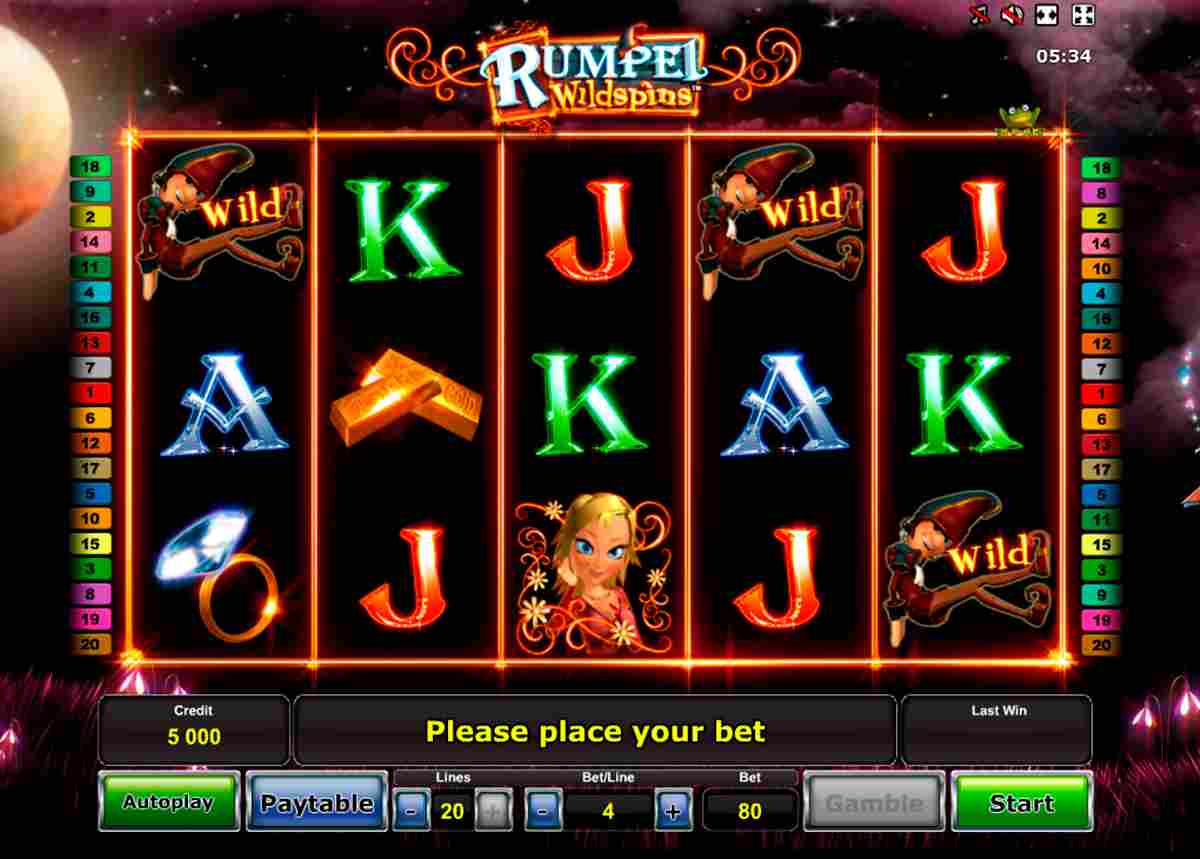 05:34
RUMPEL
Wildspins™
18
9
2
14
11
4
16
13
7
1
6
12
17
5
10
15
3
8
19
20
Wild K J Wild J
A GOLD K A K
J J Wild
18
8
2
14
10
4
16
12
7
1
6
13
17
5
11
15
3
9
19
20
Credit
5 000
Please place your bet
Last Win
Autoplay
Paytable
Lines
- 20 +
Bet/Line
- 4 +
Bet
80
Gamble
Start